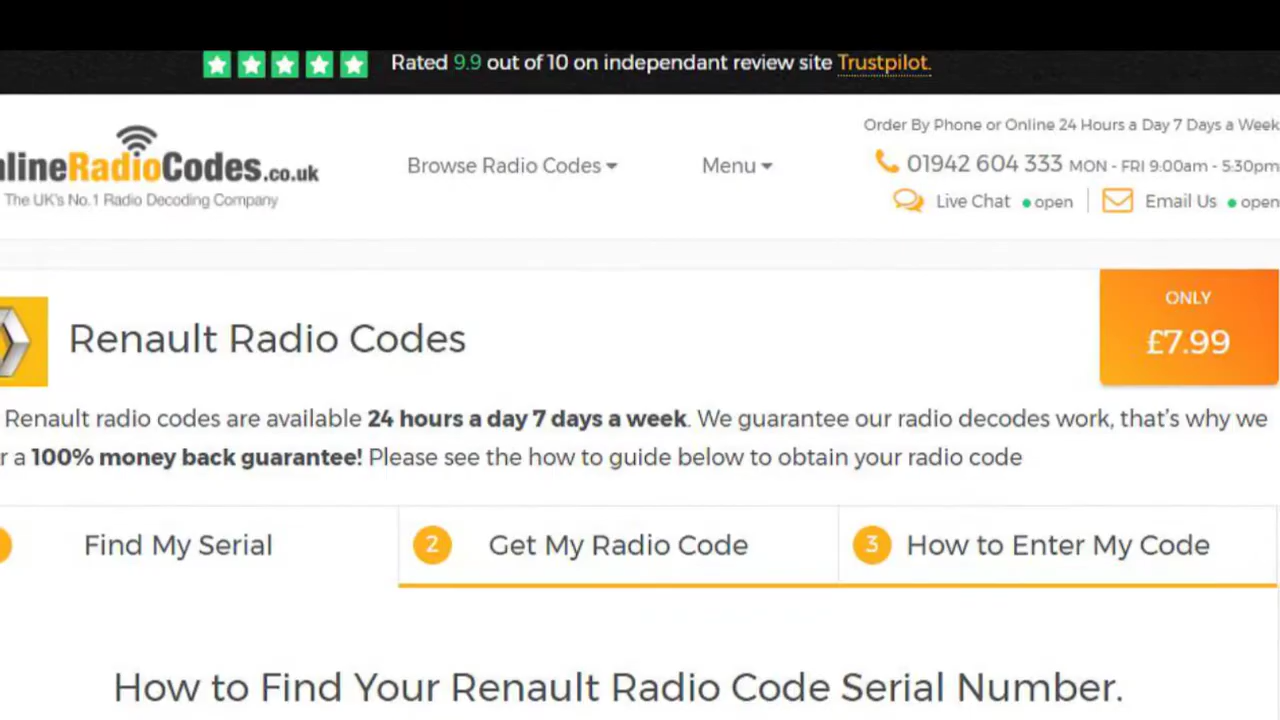 Rated 9.9 out of 10 on independant review site Trustpilot.
Order By Phone or Online 24 Hours a Day 7 Days a Week
lineRadioCodes.co.uk
Browse Radio Codes
Menu
01942 604 333 MON - FRI 9:00am - 5:30pm
The UK's No.1 Radio Decoding Company
Live Chat open
Email Us open
ONLY
£7.99
Renault Radio Codes
Renault radio codes are available 24 hours a day 7 days a week. We guarantee our radio decodes work, that's why we
r a 100% money back guarantee! Please see the how to guide below to obtain your radio code
Find My Serial
2 Get My Radio Code
3 How to Enter My Code
How to Find Your Renault Radio Code Serial Number.